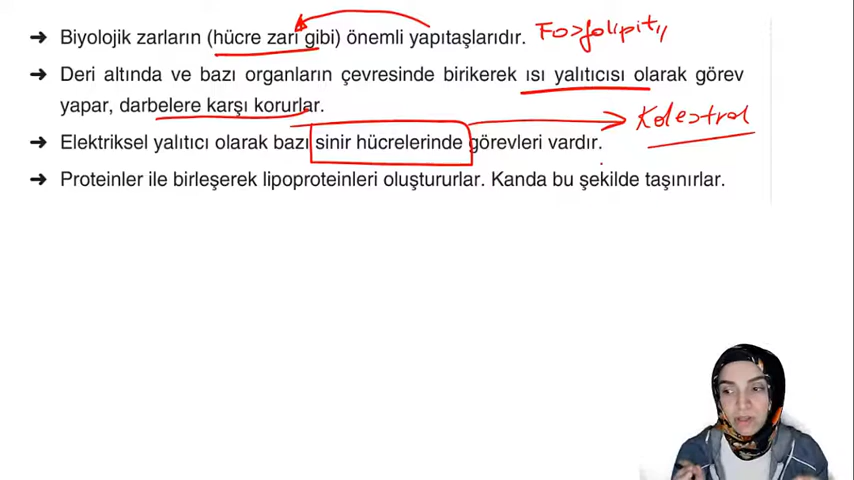 → Biyolojik zarların (hücre zarı gibi) önemli yapıtaşlarıdır. Fosfolipit,,
→ Deri altında ve bazı organların çevresinde birikerek ısı yalıtıcısı olarak görev
yapar, darbelere karşı korurlar.
Kolestrol
→ Elektriksel yalıtıcı olarak bazı sinir hücrelerinde görevleri vardır.
→ Proteinler ile birleşerek lipoproteinleri oluştururlar. Kanda bu şekilde taşınırlar.